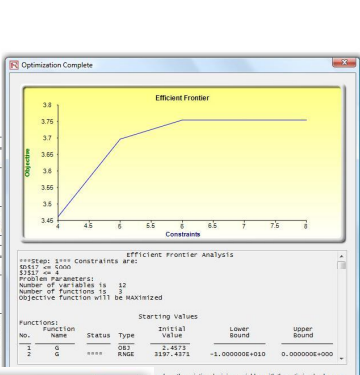 Optimization Complete
Efficient Frontier
3.8
3.75
3.7
3.65
3.6
3.55
3.5
3.45
Objective
4 4.5 5 5.5 6 6.5 7 7.5 8
Constraints
Efficient Frontier Analysis
***Step: 1*** Constraints are:
$D$17 <= 5000
$J$17 <= 4
Problem Parameters:
Number of variables is 12
Number of functions is 3
Objective function will be MAXimized
Starting Values
Functions:
Function Initial Lower Upper
No. Name Status Type Value Bound Bound
1 G OBJ 2.4573
2 G **** RNGE 3197.4371 -1.000000E+010 0.000000E+000